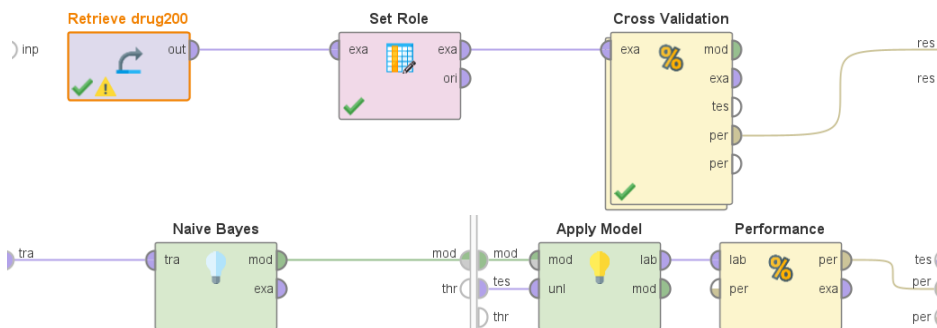 Retrieve drug200
Set Role
Cross Validation
inp
out
exa
exa
ori
exa
mod
exa
tes
per
per
res
res
Naive Bayes
Apply Model
Performance
tra
tra
mod
exa
mod
thr
mod
tes
thr
mod
unl
lab
mod
lab
per
per
exa
tes
per
per